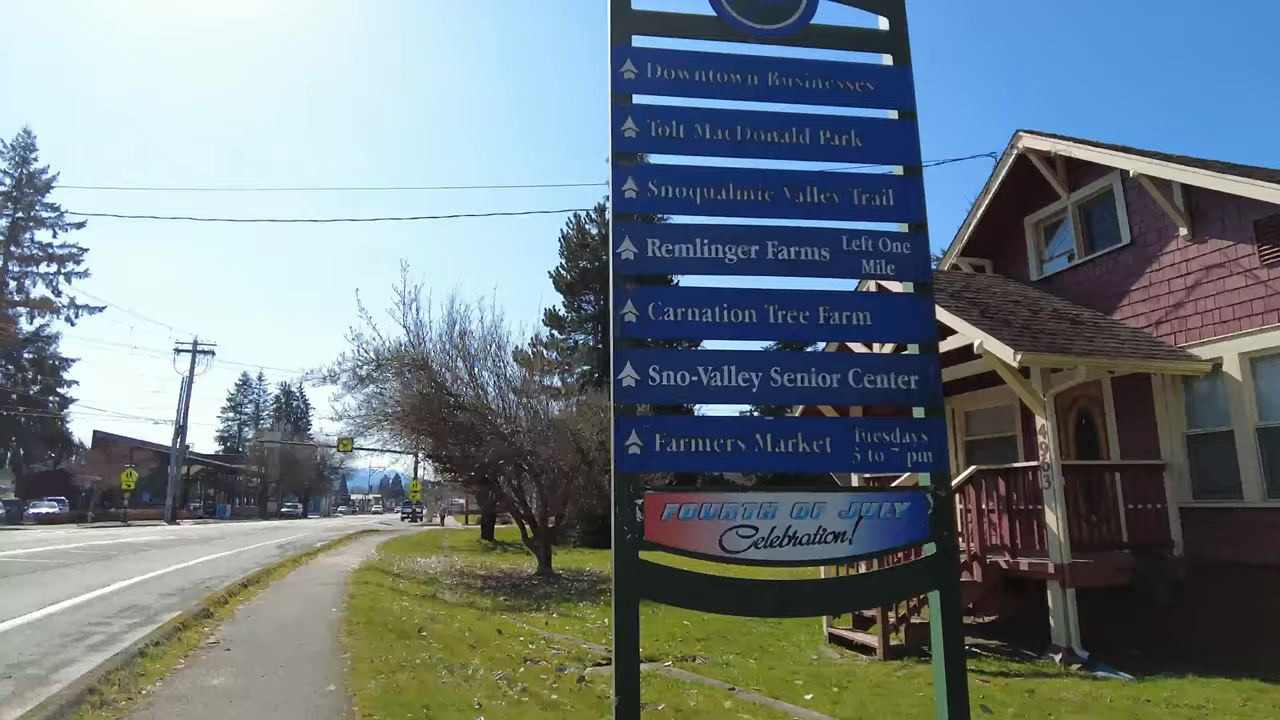 Downtown Businesses
Tolt MacDonald Park
Snoqualmie Valley Trail
Remlinger Farms Left One Mile
Carnation Tree Farm
Sno-Valley Senior Center
Farmers Market Tuesdays 3 to 7 pm
FOURTH OF JULY
Celebration!
4903